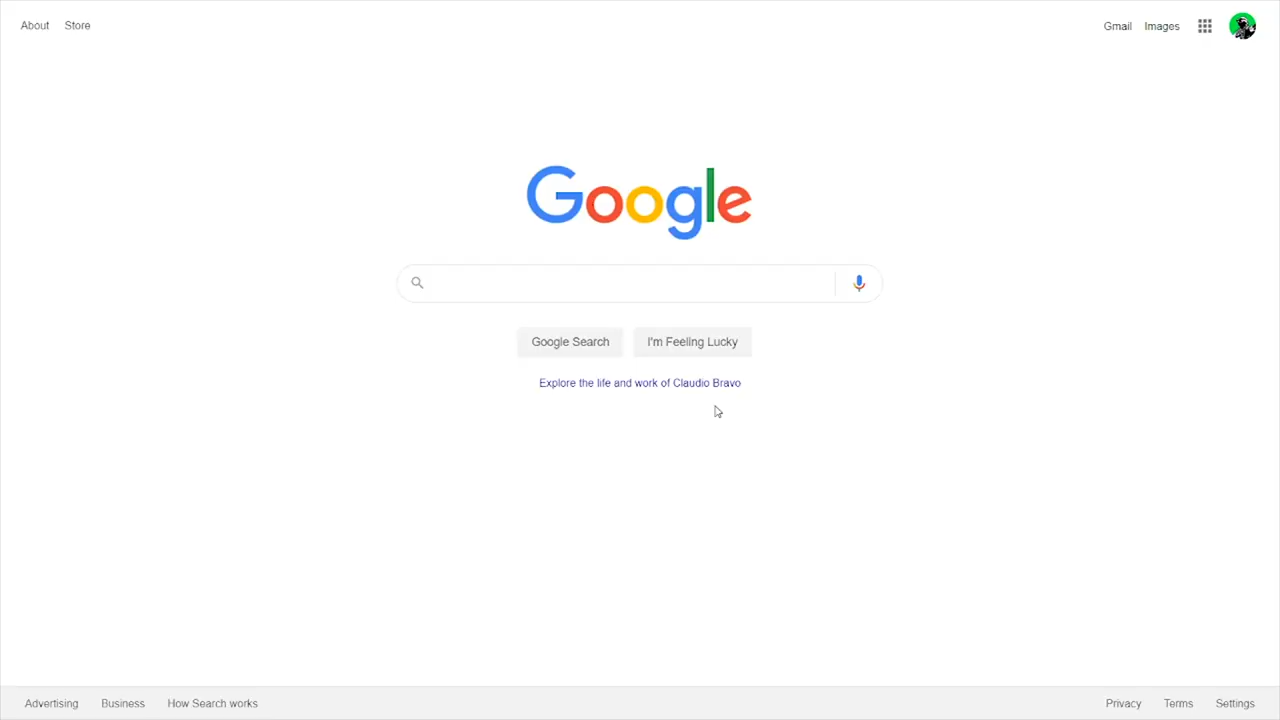 About Store
Gmail Images
Google
Google Search I'm Feeling Lucky
Explore the life and work of Claudio Bravo
Advertising Business How Search works
Privacy Terms Settings